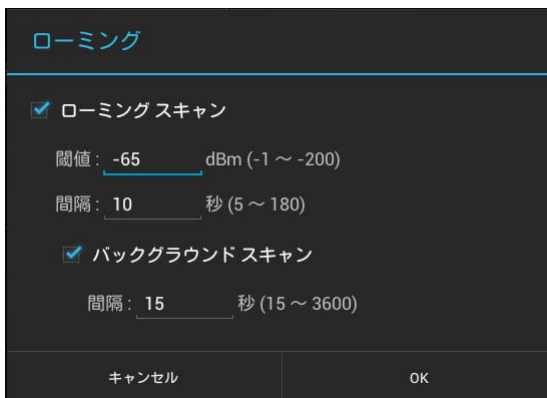 ローミング
ローミング スキャン
閾値 : -65 dBm (-1 ~ -200)
間隔 : 10 秒 (5 ~ 180)
バックグラウンド スキャン
間隔 : 15 秒 (15 ~ 3600)
キャンセル OK